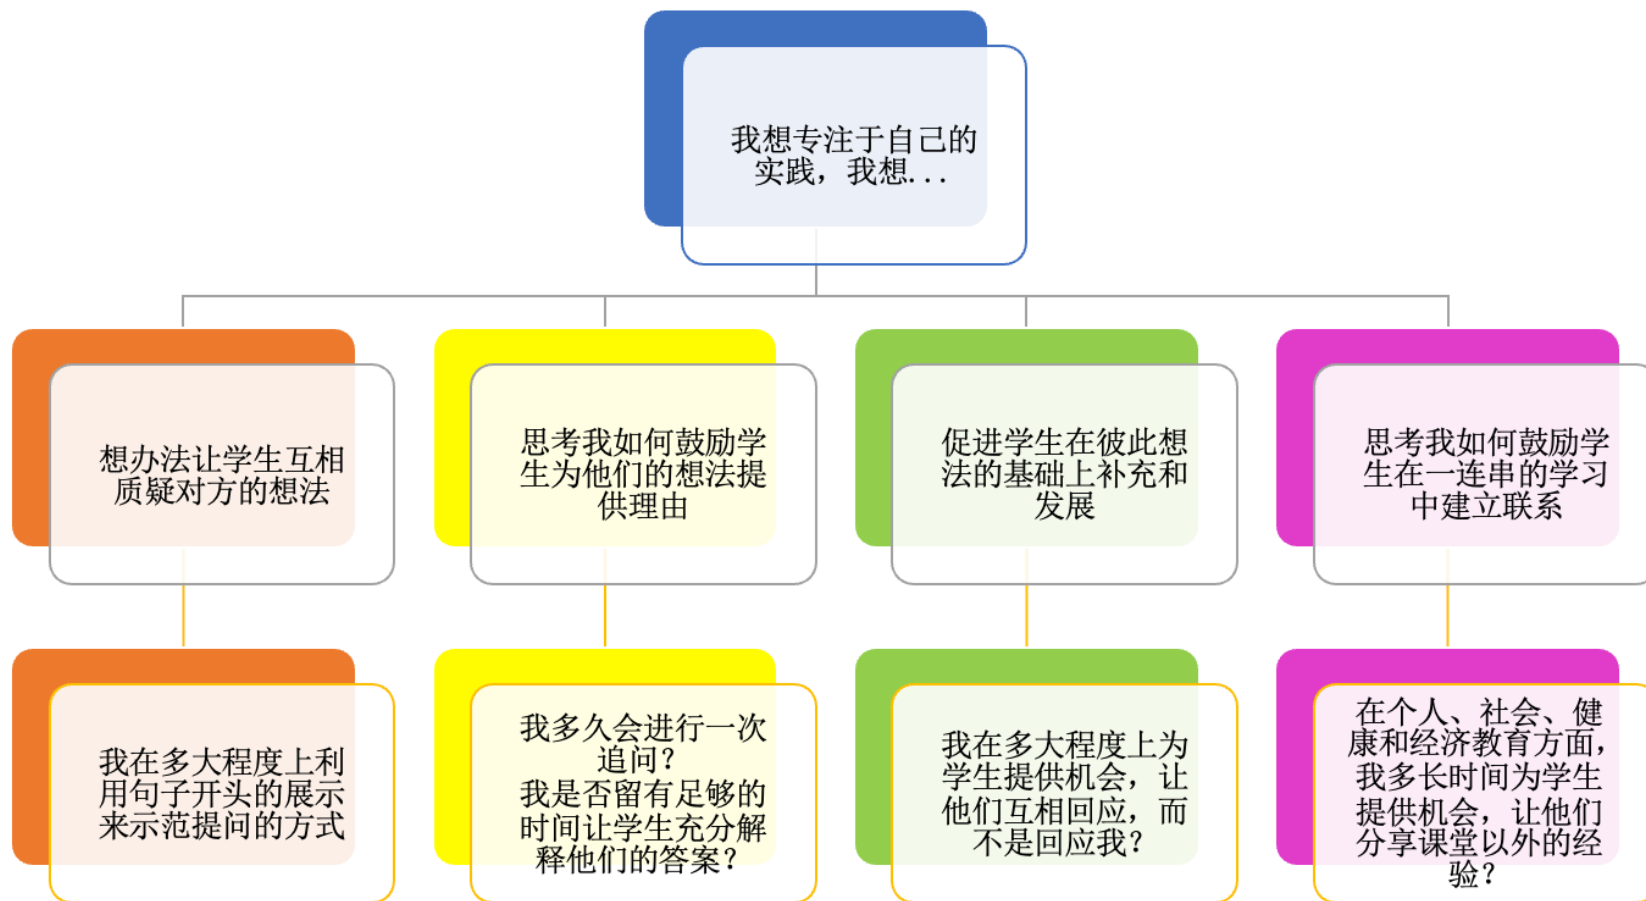 我想专注于自己的
实践，我想...
想办法让学生互相
质疑对方的想法
思考我如何鼓励学
生为他们的想法提
供理由
促进学生在彼此想
法的基础上补充和
发展
思考我如何鼓励学
生在一连串的学习
中建立联系
我在多大程度上利
用句子开头的展示
来示范提问的方式
我多久会进行一次
追问？
我是否留有足够的
时间让学生充分解
释他们的答案？
我在多大程度上为
学生提供机会，让
他们互相回应，而
不是回应我？
在个人、社会、健
康和经济教育方面，
我多长时间为学生
提供机会，让他们
分享课堂以外的经
验？